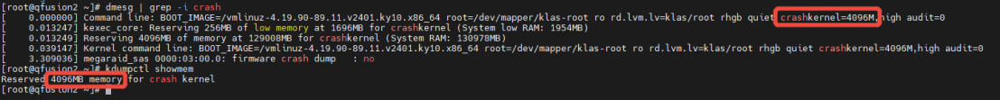 [root@qfusion2 ~]# dmesg | grep -i crash
[    0.000000] Command line: BOOT_IMAGE=/vmlinuz-4.19.90-89.11.v2401.ky10.x86_64 root=/dev/mapper/klas-root ro rd.lvm.lv=klas/root rhgb quiet crashkernel=4096M,high audit=0
[    0.013247] kexec_core: Reserving 256MB of low memory at 1696MB for crashkernel (System low RAM: 1954MB)
[    0.013249] Reserving 4096MB of memory at 129008MB for crashkernel (System RAM: 130978MB)
[    0.039147] Kernel command line: BOOT_IMAGE=/vmlinuz-4.19.90-89.11.v2401.ky10.x86_64 root=/dev/mapper/klas-root ro rd.lvm.lv=klas/root rhgb quiet crashkernel=4096M,high audit=0
[    3.309036] megaraid_sas 0000:03:00.0: firmware crash dump   : no
[root@qfusion2 ~]# kdumpctl showmem
Reserved 4096MB memory for crash kernel
[root@qfusion2 ~]#